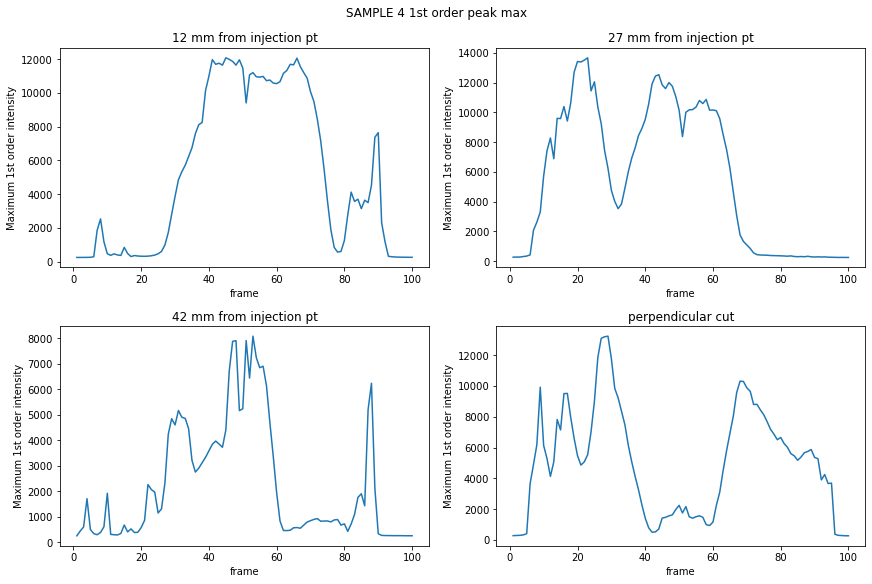 SAMPLE 4 1st order peak max
12 mm from injection pt
Maximum 1st order intensity
12000
10000
8000
6000
4000
2000
0
0 20 40 60 80 100
frame
27 mm from injection pt
Maximum 1st order intensity
14000
12000
10000
8000
6000
4000
2000
0
0 20 40 60 80 100
frame
42 mm from injection pt
Maximum 1st order intensity
8000
7000
6000
5000
4000
3000
2000
1000
0
0 20 40 60 80 100
frame
perpendicular cut
Maximum 1st order intensity
12000
10000
8000
6000
4000
2000
0
0 20 40 60 80 100
frame